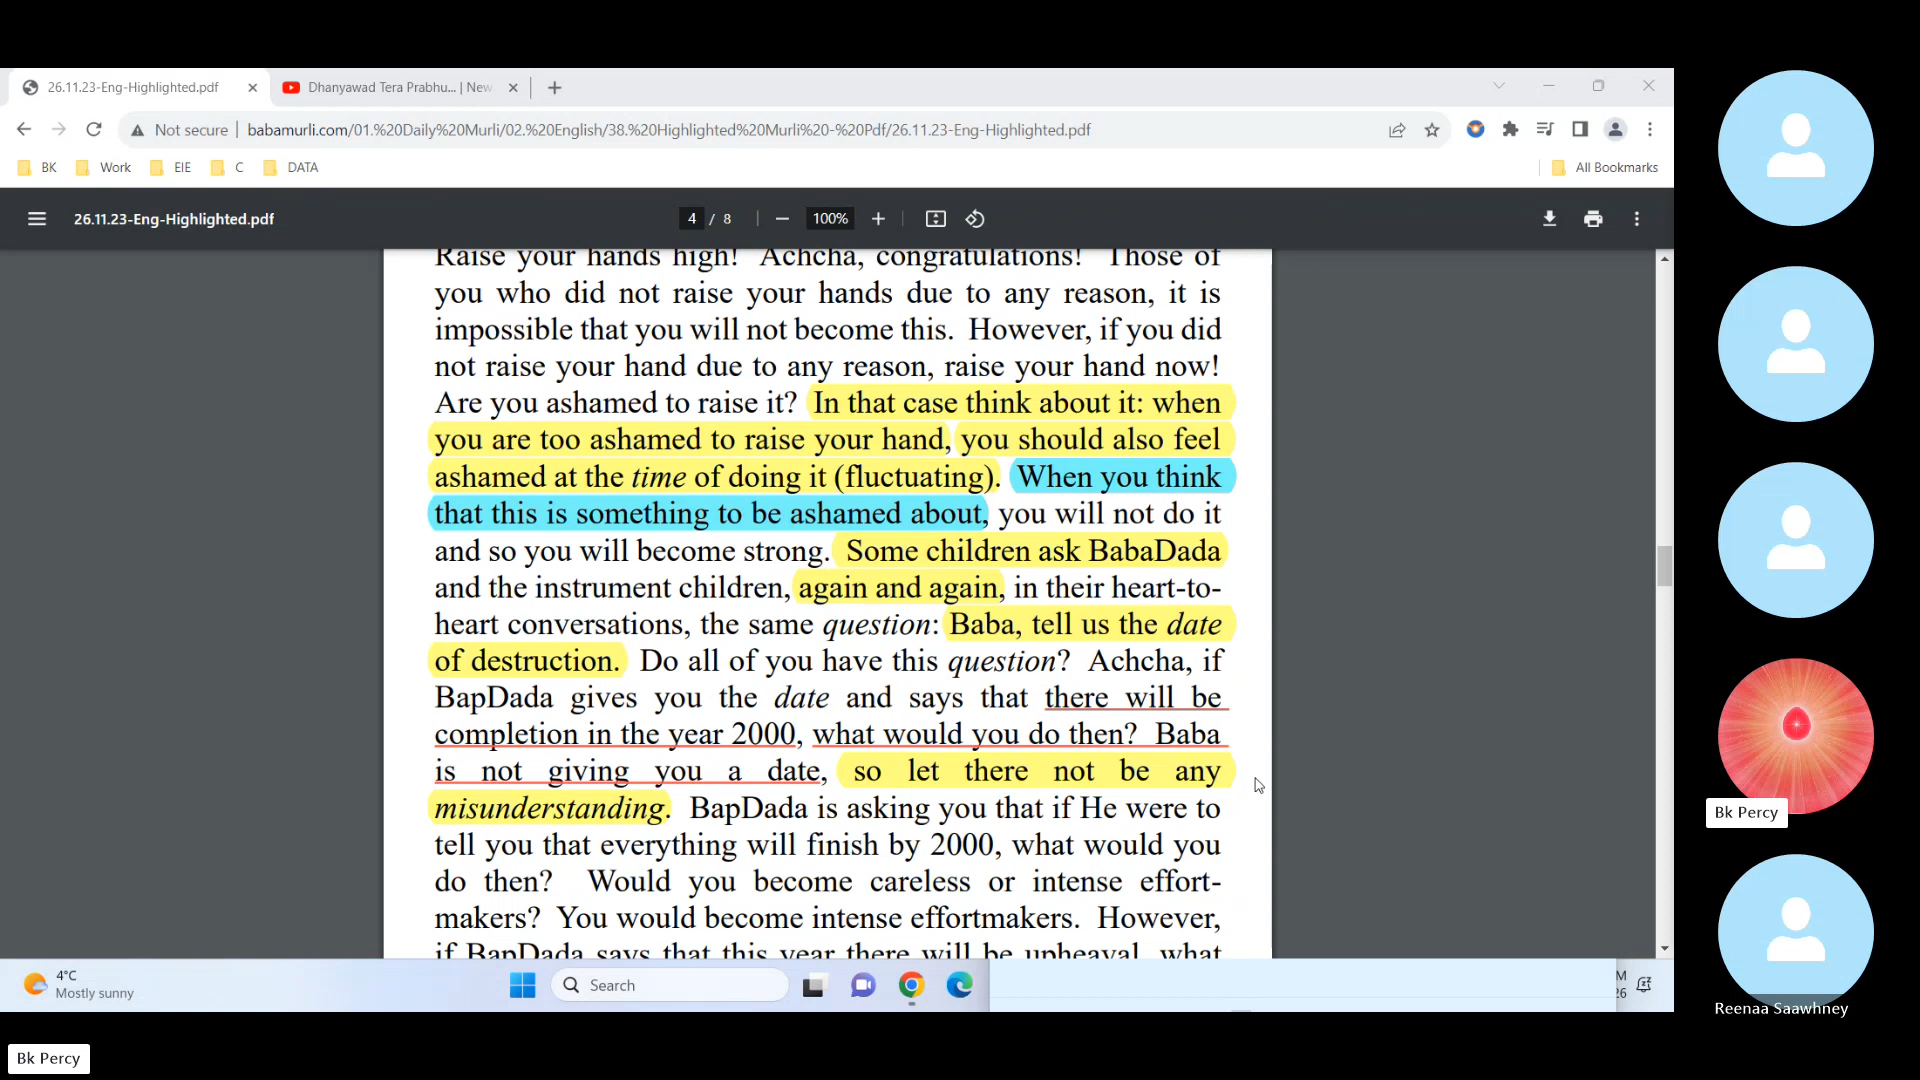 26.11.23-Eng-Highlighted.pdf
Dhanyawad Tera Prabhu... | New
Not secure | babamurli.com/01.%20Daily%20Murli/02.%20English/38.%20Highlighted%20Murli%20-%20Pdf/26.11.23-Eng-Highlighted.pdf
BK Work EIE C DATA All Bookmarks
26.11.23-Eng-Highlighted.pdf 4 / 8 100%
Raise your hands high! Achcha, congratulations! Those of
you who did not raise your hands due to any reason, it is
impossible that you will not become this. However, if you did
not raise your hand due to any reason, raise your hand now!
Are you ashamed to raise it? In that case think about it: when
you are too ashamed to raise your hand, you should also feel
ashamed at the time of doing it (fluctuating). When you think
that this is something to be ashamed about, you will not do it
and so you will become strong. Some children ask BabaDada
and the instrument children, again and again, in their heart-to-
heart conversations, the same question: Baba, tell us the date
of destruction. Do all of you have this question? Achcha, if
BapDada gives you the date and says that there will be
completion in the year 2000, what would you do then? Baba
is not giving you a date, so let there not be any
misunderstanding. BapDada is asking you that if He were to
tell you that everything will finish by 2000, what would you
do then? Would you become careless or intense effort-
makers? You would become intense effortmakers. However,
if BapDada says that this year there will be upheaval, what
4°C
Mostly sunny
Search
M
26
Bk Percy
Reenaa Saawhney
Bk Percy